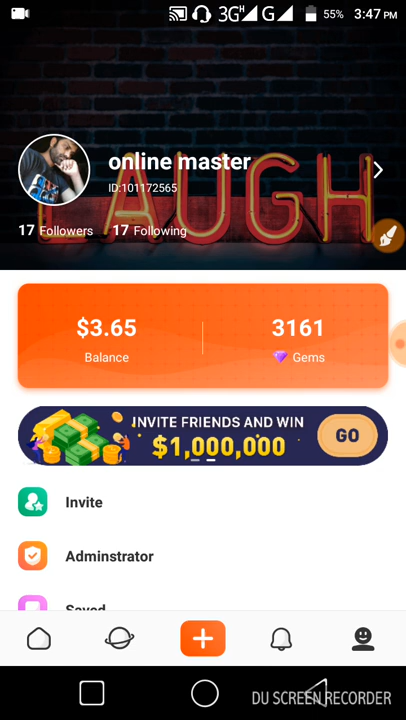 3G H G 55% 3:47 PM
LAUGH
online master
ID:101172565
17 Followers 17 Following
$3.65 3161
Balance Gems
INVITE FRIENDS AND WIN
$1,000,000
GO
Invite
Adminstrator
Saved
DU SCREEN RECORDER